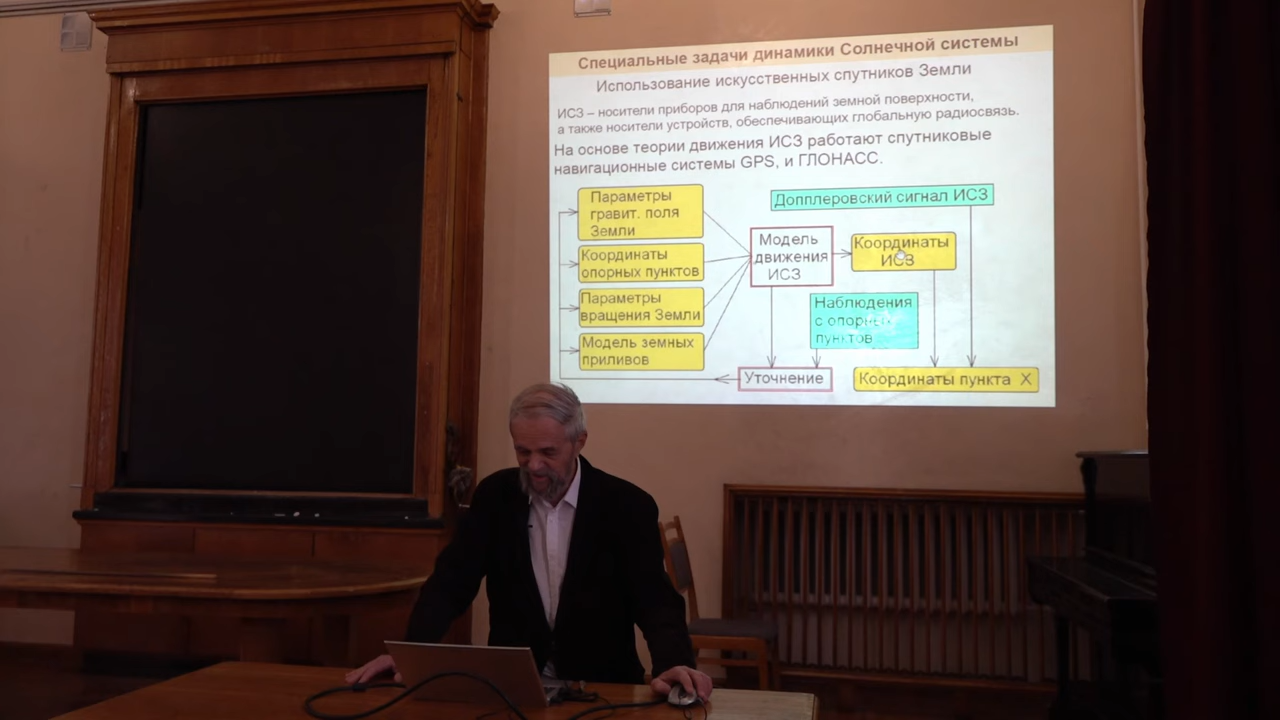 Специальные задачи динамики Солнечной системы
Использование искусственных спутников Земли
ИСЗ – носители приборов для наблюдений земной поверхности,
а также носители устройств, обеспечивающих глобальную радиосвязь.
На основе теории движения ИСЗ работают спутниковые
навигационные системы GPS, и ГЛОНАСС.
Параметры
гравит. поля
Земли
Координаты
опорных пунктов
Параметры
вращения Земли
Модель земных
приливов
Модель
движения
ИСЗ
Допплеровский сигнал ИСЗ
Координаты
ИСЗ
Наблюдения
с опорных
пунктов
Уточнение
Координаты пункта X